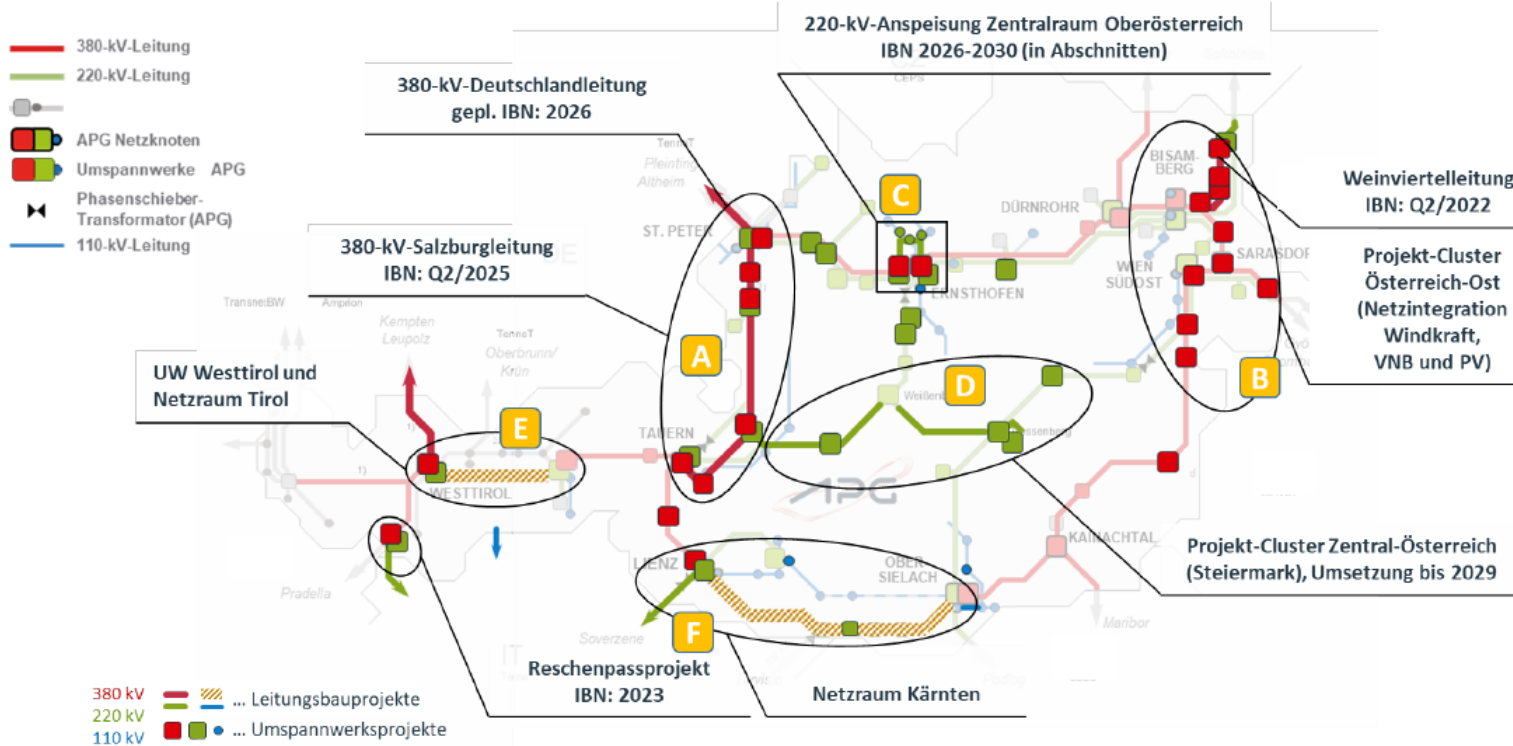 220-kV-Anspeisung Zentralraum Oberösterreich
IBN 2026-2030 (in Abschnitten)
380-kV-Leitung
220-kV-Leitung
APG Netzknoten
Umspannwerke APG
Phasenschieber-
Transformator (APG)
110-kV-Leitung
380-kV-Deutschlandleitung
gepl. IBN: 2026
CEPS
TenneT
Pleinting
Altheim
ST. PETER
C
DÜRNROHR
BISAM-
BERG
Weinviertelleitung
IBN: Q2/2022
380-kV-Salzburgleitung
IBN: Q2/2025
ERNSTHOFEN
WIEN
SÜDOST
SARASDOR
Projekt-Cluster
Österreich-Ost
(Netzintegration
Windkraft,
VNB und PV)
TransnetBW
Amprion
Kempten
Leupolz
TenneT
Oberbrunn/
Krün
A
B
D
UW Westtirol und
Netzraum Tirol
E
1)
1)
TAUERN
WESTTIROL
APG
Pradella
LIENZ
OBER
SIELACH
KAINACHTAL
Projekt-Cluster Zentral-Österreich
(Steiermark), Umsetzung bis 2029
Soverzene
F
Maribor
IT
Reschenpassprojekt
IBN: 2023
Netzraum Kärnten
380 kV
220 kV
110 kV
... Leitungsbauprojekte
... Umspannwerksprojekte